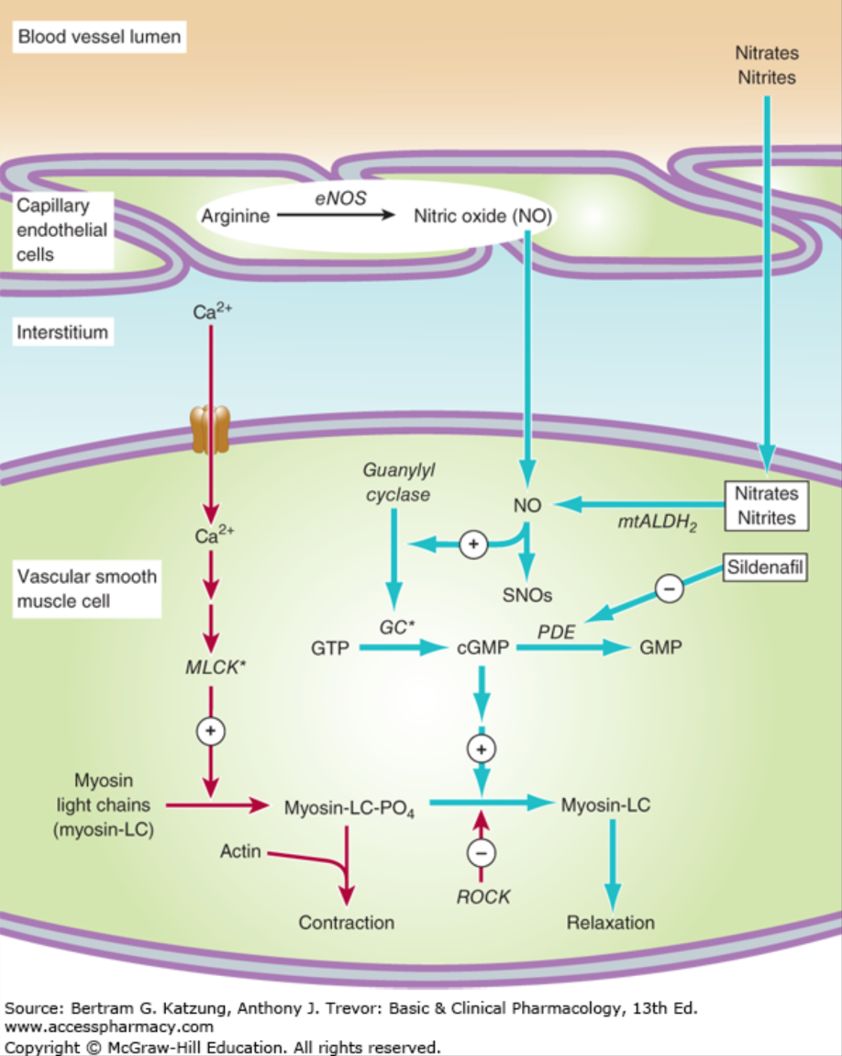 Blood vessel lumen
Nitrates
Nitrites
Capillary
endothelial
cells
Arginine
eNOS
Nitric oxide (NO)
Ca2+
Interstitium
Guanylyl
cyclase
NO
mtALDH2
Nitrates
Nitrites
Ca2+
+
SNOs
Sildenafil
−
Vascular smooth
muscle cell
GTP
GC*
cGMP
PDE
GMP
MLCK*
+
+
Myosin
light chains
(myosin-LC)
Myosin-LC-PO4
Myosin-LC
Actin
−
ROCK
Contraction
Relaxation
Source: Bertram G. Katzung, Anthony J. Trevor: Basic & Clinical Pharmacology, 13th Ed.
www.accesspharmacy.com
Copyright © McGraw-Hill Education. All rights reserved.